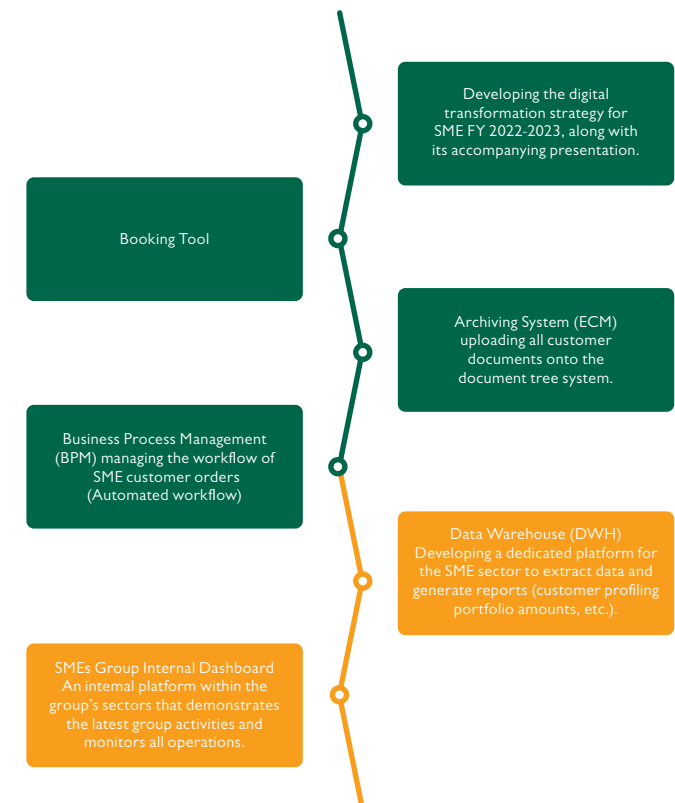 Developing the digital
transformation strategy for
SME FY 2022-2023, along with
its accompanying presentation.
Booking Tool
Archiving System (ECM)
uploading all customer
documents onto the
document tree system.
Business Process Management
(BPM) managing the workflow of
SME customer orders
(Automated workflow)
Data Warehouse (DWH)
Developing a dedicated platform for
the SME sector to extract data and
generate reports (customer profiling
portfolio amounts, etc.).
SMEs Group Internal Dashboard
An internal platform within the
group's sectors that demonstrates
the latest group activities and
monitors all operations.